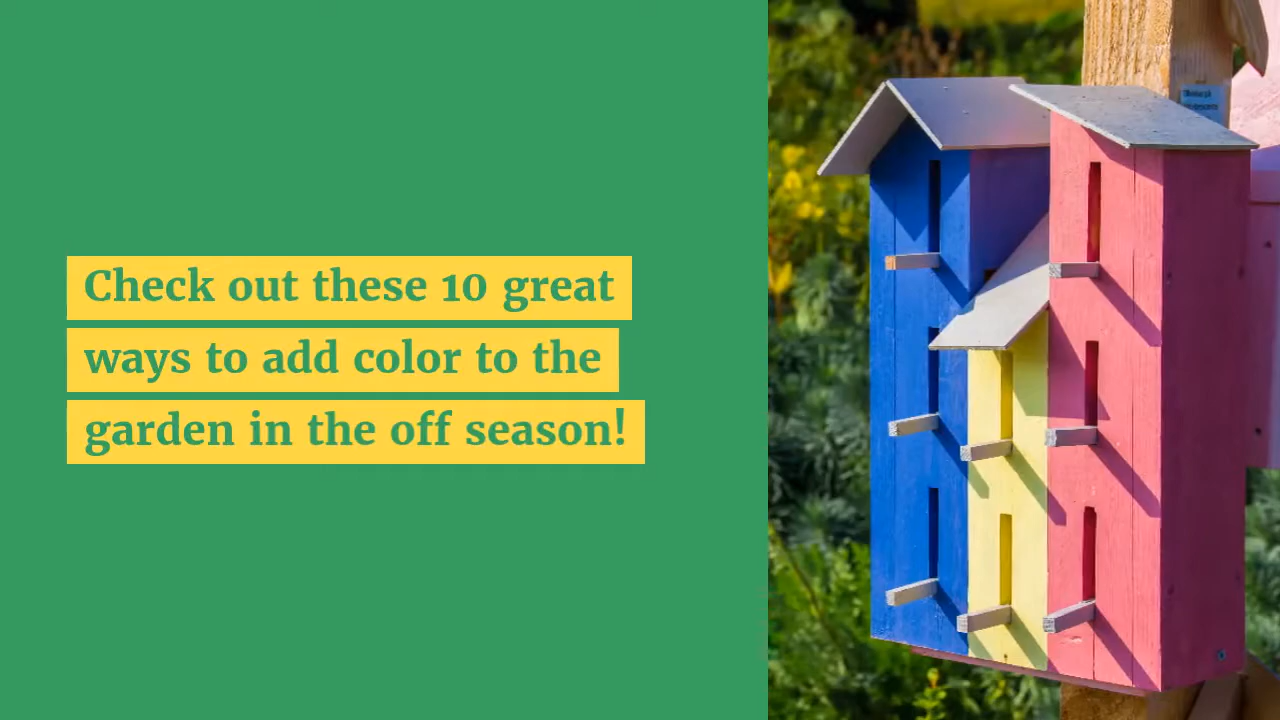 Check out these 10 great
ways to add color to the
garden in the off season!